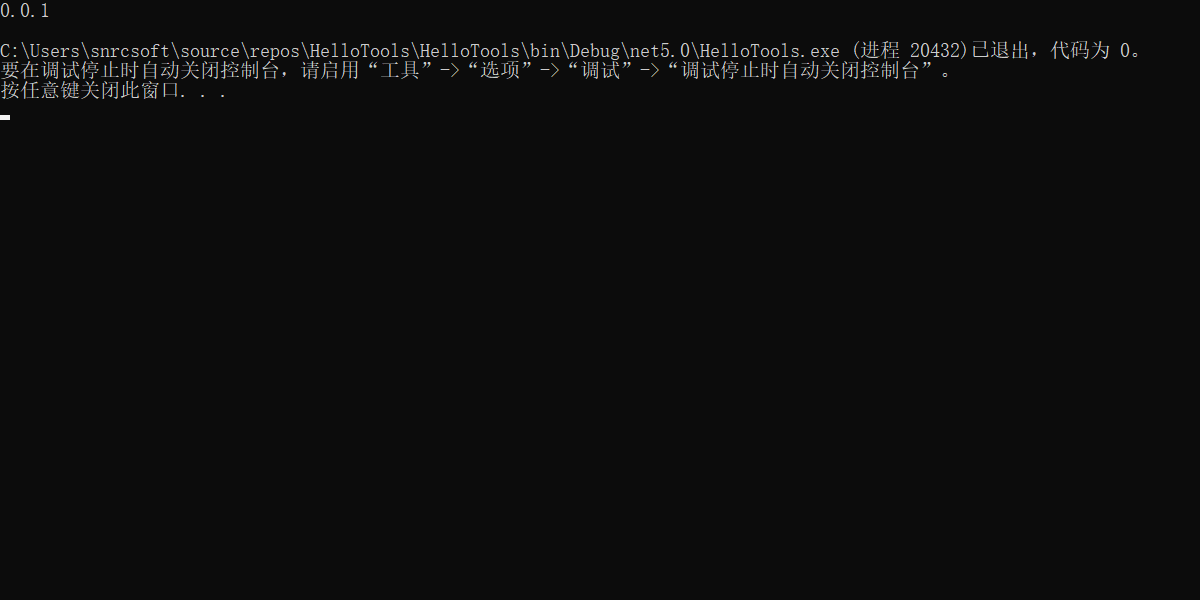 0.0.1
C:\Users\snrcsoft\source\repos\HelloTools\HelloTools\bin\Debug\net5.0\HelloTools.exe (进程 20432)已退出，代码为 0。
要在调试停止时自动关闭控制台，请启用“工具”->“选项”->“调试”->“调试停止时自动关闭控制台”。
按任意键关闭此窗口. . .